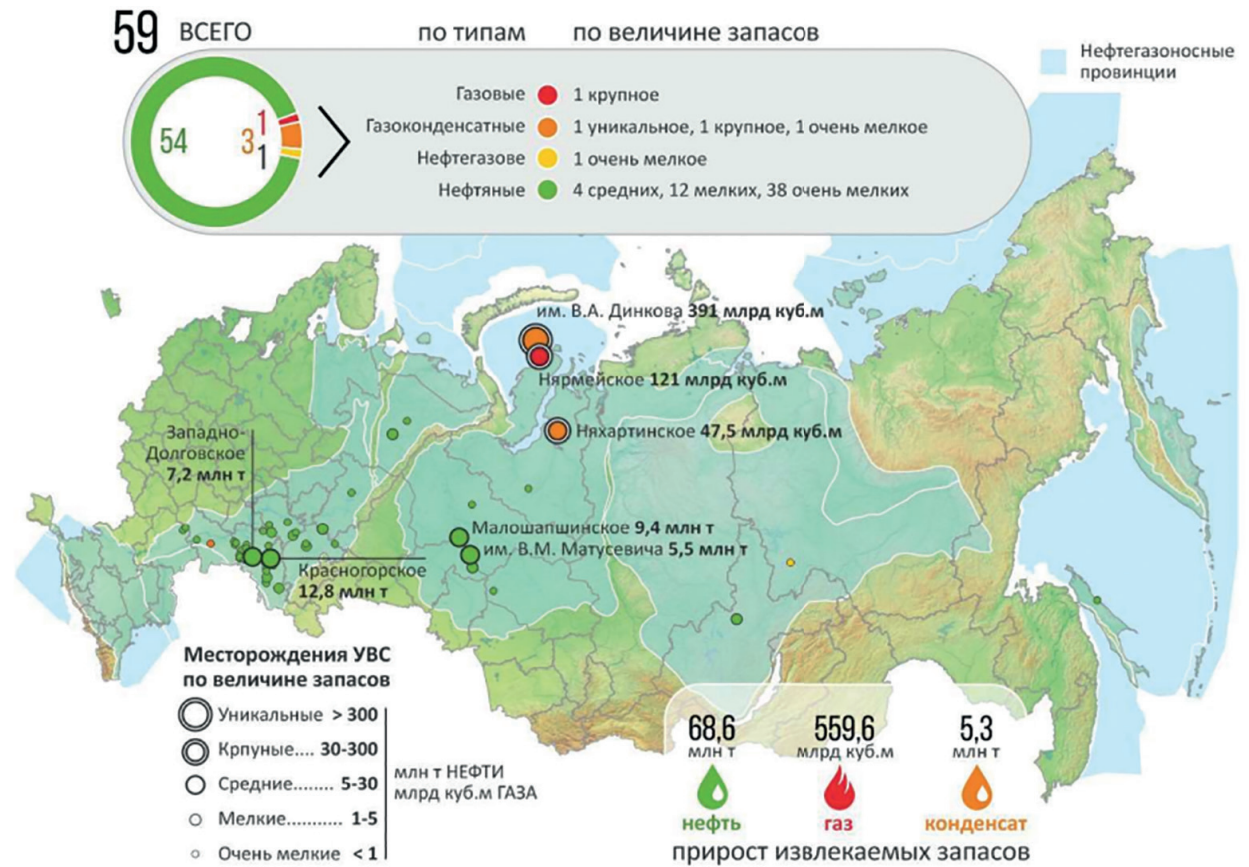 59 ВСЕГО
по типам по величине запасов
Нефтегазоносные
провинции
54
1
3
1
Газовые 1 крупное
Газоконденсатные 1 уникальное, 1 крупное, 1 очень мелкое
Нефтегазове 1 очень мелкое
Нефтяные 4 средних, 12 мелких, 38 очень мелких
им. В.А. Динкова 391 млрд куб.м
Нярмейское 121 млрд куб.м
Няхартинское 47,5 млрд куб.м
Западно-
Долговское
7,2 млн т
Малошапшинское 9,4 млн т
им. В.М. Матусевича 5,5 млн т
Красногорское
12,8 млн т
Месторождения УВС
по величине запасов
Уникальные > 300
Крпуные.... 30-300
Средние........ 5-30
Мелкие........... 1-5
Очень мелкие < 1
млн т НЕФТИ
млрд куб.м ГАЗА
68,6 559,6 5,3
млн т млрд куб.м млн т
нефть газ конденсат
прирост извлекаемых запасов